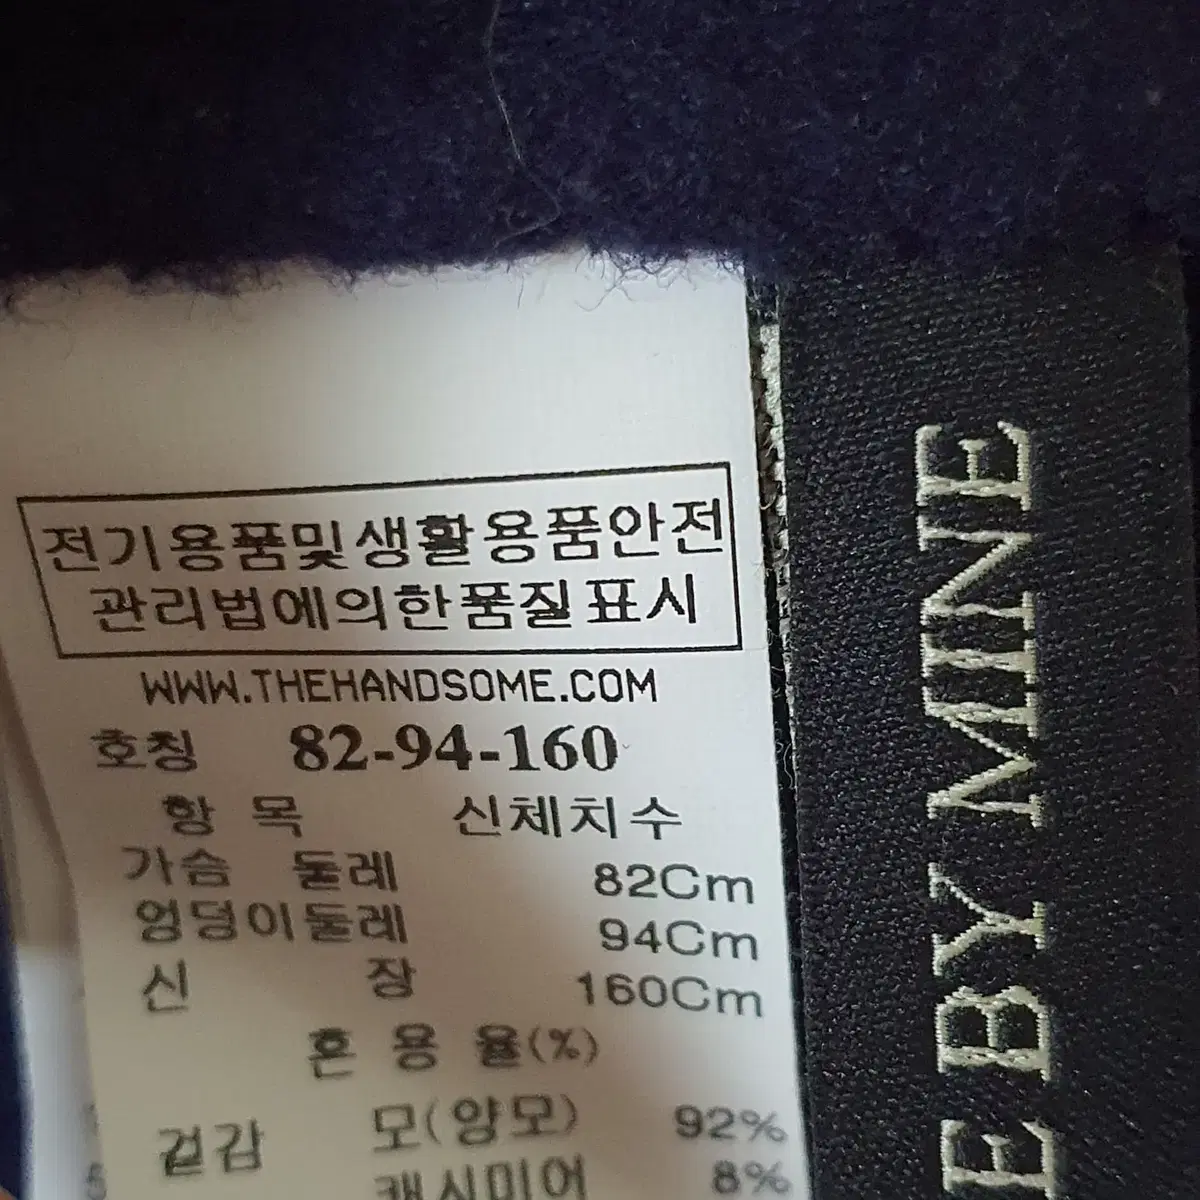 전기용품및생활용품안전
관리법에의한품질표시
WWW.THEHANDSOME.COM
호칭 82-94-160
항 목 신체치수
가슴 둘레 82Cm
엉덩이둘레 94Cm
신 장 160Cm
혼 용 율(%)
겉감 모(양모) 92%
캐시미어 8%
E BY MINE